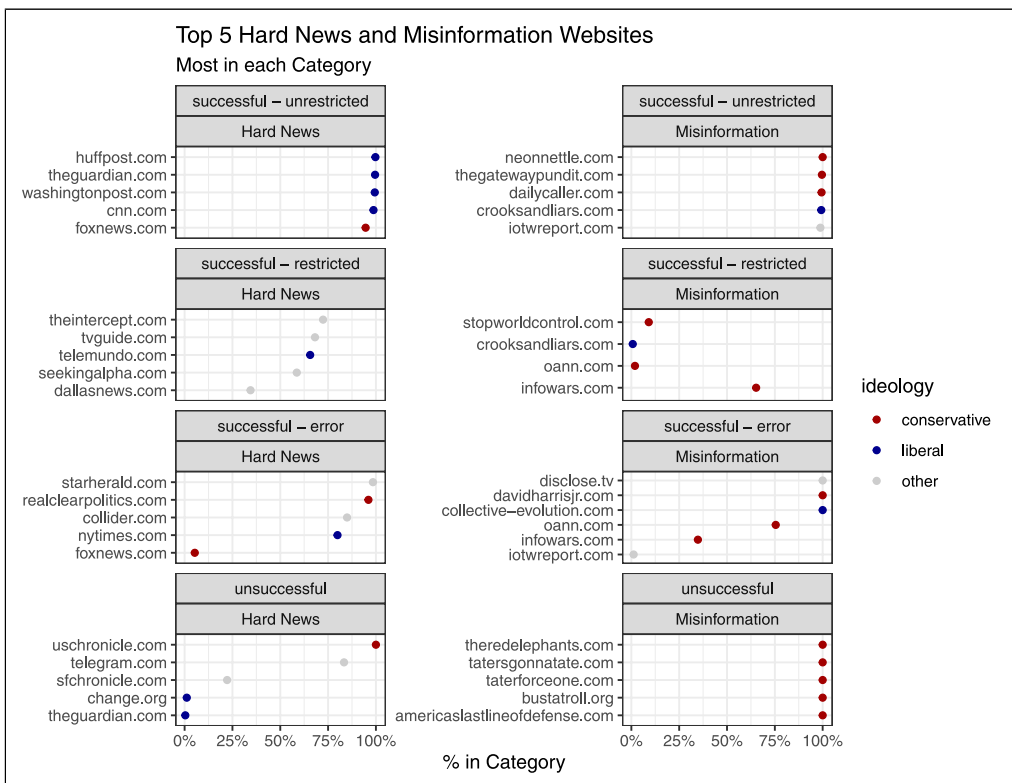 Top 5 Hard News and Misinformation Websites
Most in each Category
successful – unrestricted
Hard News
huffpost.com
theguardian.com
washingtonpost.com
cnn.com
foxnews.com
successful – unrestricted
Misinformation
neonnettle.com
thegatewaypundit.com
dailycaller.com
crooksandliars.com
iotwreport.com
successful – restricted
Hard News
theintercept.com
tvguide.com
telemundo.com
seekingalpha.com
dallasnews.com
successful – restricted
Misinformation
stopworldcontrol.com
crooksandliars.com
oann.com
infowars.com
successful – error
Hard News
starherald.com
realclearpolitics.com
collider.com
nytimes.com
foxnews.com
successful – error
Misinformation
disclose.tv
davidharrisjr.com
collective–evolution.com
oann.com
infowars.com
iotwreport.com
unsuccessful
Hard News
uschronicle.com
telegram.com
sfchronicle.com
change.org
theguardian.com
0% 25% 50% 75% 100%
unsuccessful
Misinformation
theredelephants.com
tatersgonnatate.com
taterforceone.com
bustatroll.org
americaslastlineofdefense.com
0% 25% 50% 75% 100%
% in Category
ideology
conservative
liberal
other